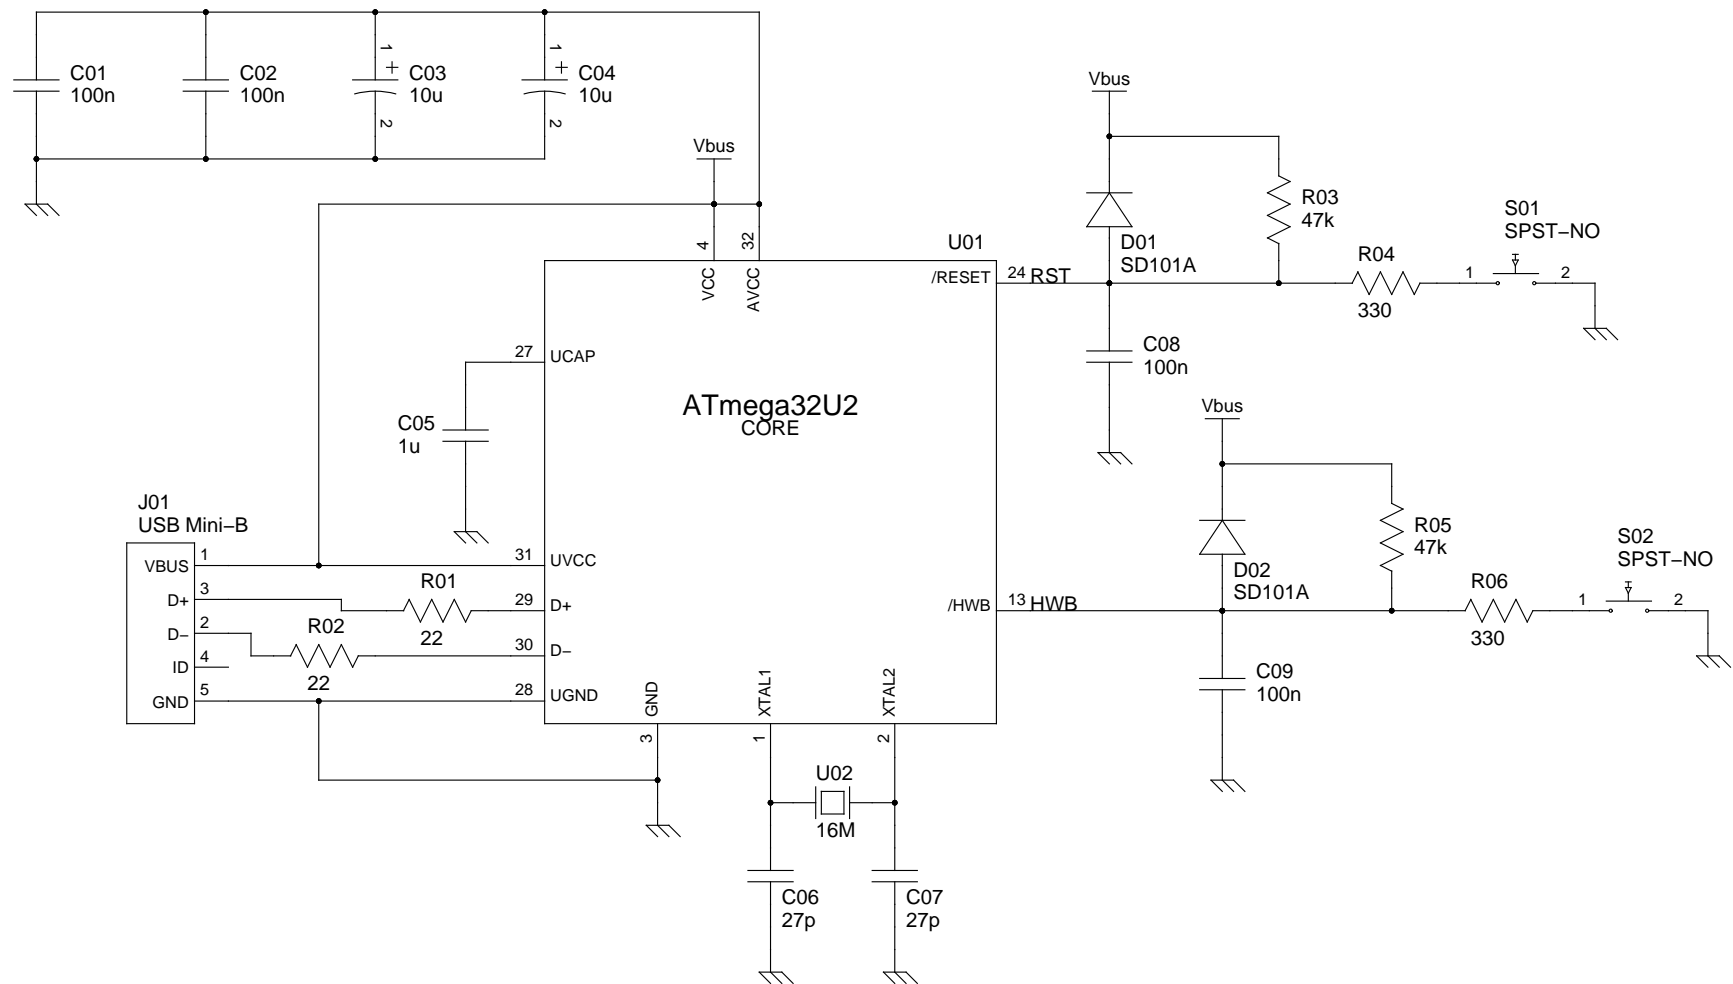 1
1
C01
100n
C02
100n
+
C03
10u
+
C04
10u
2
2
Vbus
Vbus
4
32
U01
VCC
AVCC
/RESET
24 RST
D01
SD101A
R03
47k
R04
330
S01
SPST-NO
1
2
27
UCAP
C08
100n
ATmega32U2
CORE
C05
1u
Vbus
J01
USB Mini-B
VBUS
1
31
UVCC
D+
3
R01
22
29
D+
D-
2
R02
22
30
D-
ID
4
GND
5
28
UGND
/HWB
13 HWB
D02
SD101A
R05
47k
R06
330
S02
SPST-NO
1
2
C09
100n
GND
XTAL1
XTAL2
3
1
2
U02
16M
C06
27p
C07
27p